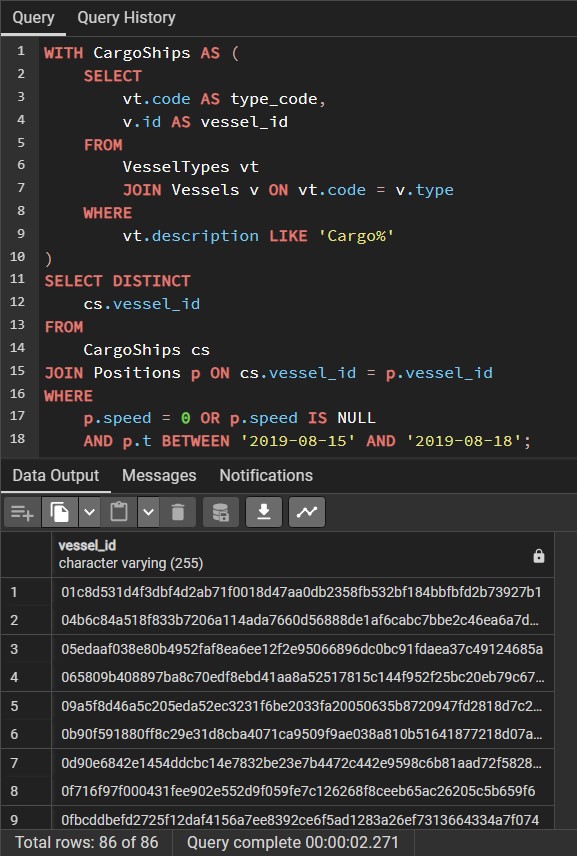 Query Query History
1 WITH CargoShips AS (
2 SELECT
3 vt.code AS type_code,
4 v.id AS vessel_id
5 FROM
6 VesselTypes vt
7 JOIN Vessels v ON vt.code = v.type
8 WHERE
9 vt.description LIKE 'Cargo%'
10 )
11 SELECT DISTINCT
12 cs.vessel_id
13 FROM
14 CargoShips cs
15 JOIN Positions p ON cs.vessel_id = p.vessel_id
16 WHERE
17 p.speed = 0 OR p.speed IS NULL
18 AND p.t BETWEEN '2019-08-15' AND '2019-08-18';
Data Output Messages Notifications
vessel_id
character varying (255)
1 01c8d531d4f3dbf4d2ab71f0018d47aa0db2358fb532bf184bbfbfd2b73927b1
2 04b6c84a518f833b7206a114ada7660d56888de1af6cabc7bbe2c46ea6a7d...
3 05edaaf038e80b4952faf8ea6ee12f2e95066896dc0bc91fdaea37c49124685a
4 065809b408897ba8c70edf8ebd41aa8a52517815c144f952f25bc20eb79c67...
5 09a5f8d46a5c205eda52ec3231f6be2033fa20050635b8720947fd2818d7c2...
6 0b90f591880ff8c29e31d8cba4071ca9509f9ae038a810b51641877218d07a...
7 0d90e6842e1454ddcbc14e7832be23e7b4472c442e9598c6b81aad72f5828...
8 0f716f97f000431fee902e552d9f059fe7c126268f8ceeb65ac26205c5b659f6
9 0fbcddbefd2725f12daf4156a7ee8392ce6f5ad1283a26ef7313664334a7f074
Total rows: 86 of 86 Query complete 00:00:02.271